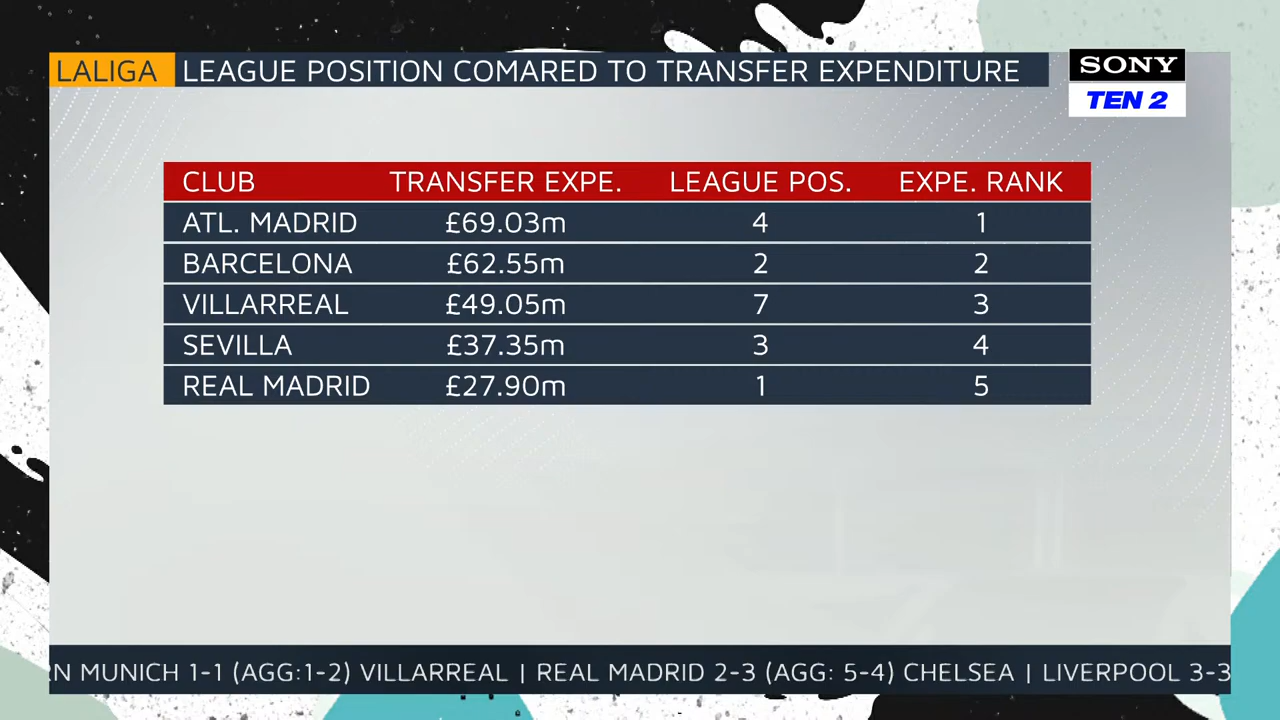 LALIGA LEAGUE POSITION COMARED TO TRANSFER EXPENDITURE
SONY
TEN 2
CLUB TRANSFER EXPE. LEAGUE POS. EXPE. RANK
ATL. MADRID £69.03m 4 1
BARCELONA £62.55m 2 2
VILLARREAL £49.05m 7 3
SEVILLA £37.35m 3 4
REAL MADRID £27.90m 1 5
RN MUNICH 1-1 (AGG:1-2) VILLARREAL | REAL MADRID 2-3 (AGG: 5-4) CHELSEA | LIVERPOOL 3-3